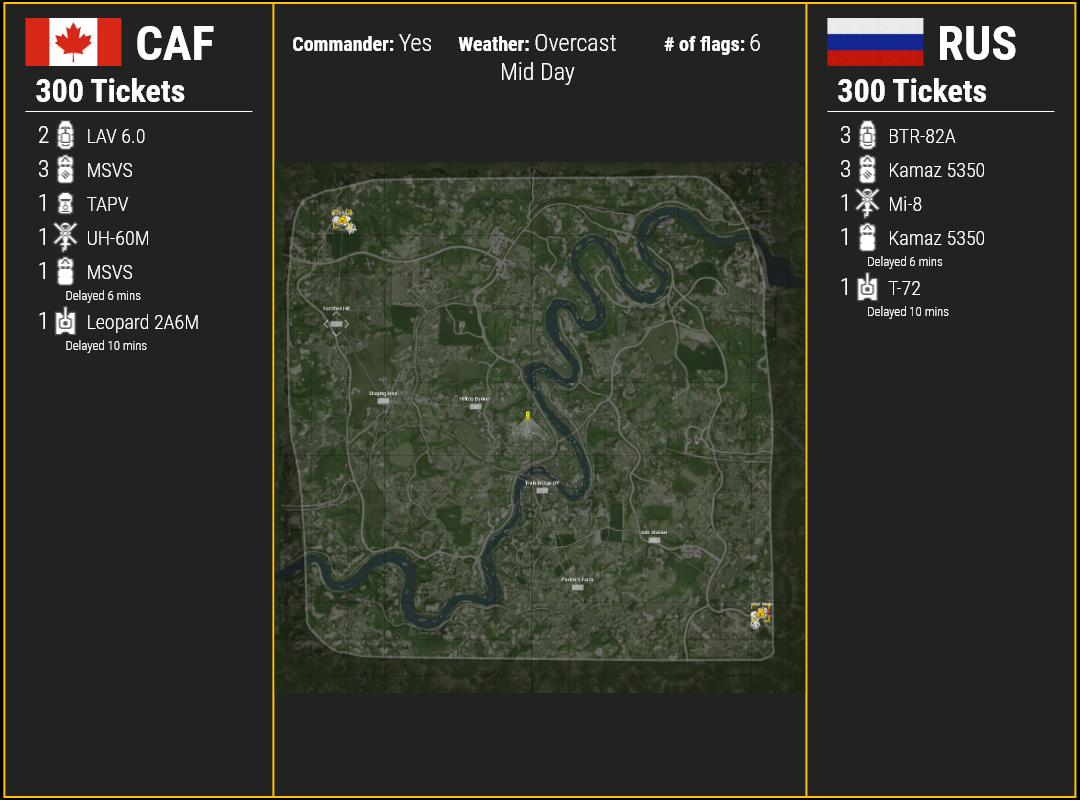 CAF
300 Tickets
2 LAV 6.0
3 MSVS
1 TAPV
1 UH-60M
1 MSVS
Delayed 6 mins
1 Leopard 2A6M
Delayed 10 mins
Commander: Yes
Weather: Overcast
Mid Day
# of flags: 6
Fortified Hill
Staging Area
Hilltop Bunker
Train Bridge Off
Sub Station
Pavlov's Farm
RUS
300 Tickets
3 BTR-82A
3 Kamaz 5350
1 Mi-8
1 Kamaz 5350
Delayed 6 mins
1 T-72
Delayed 10 mins